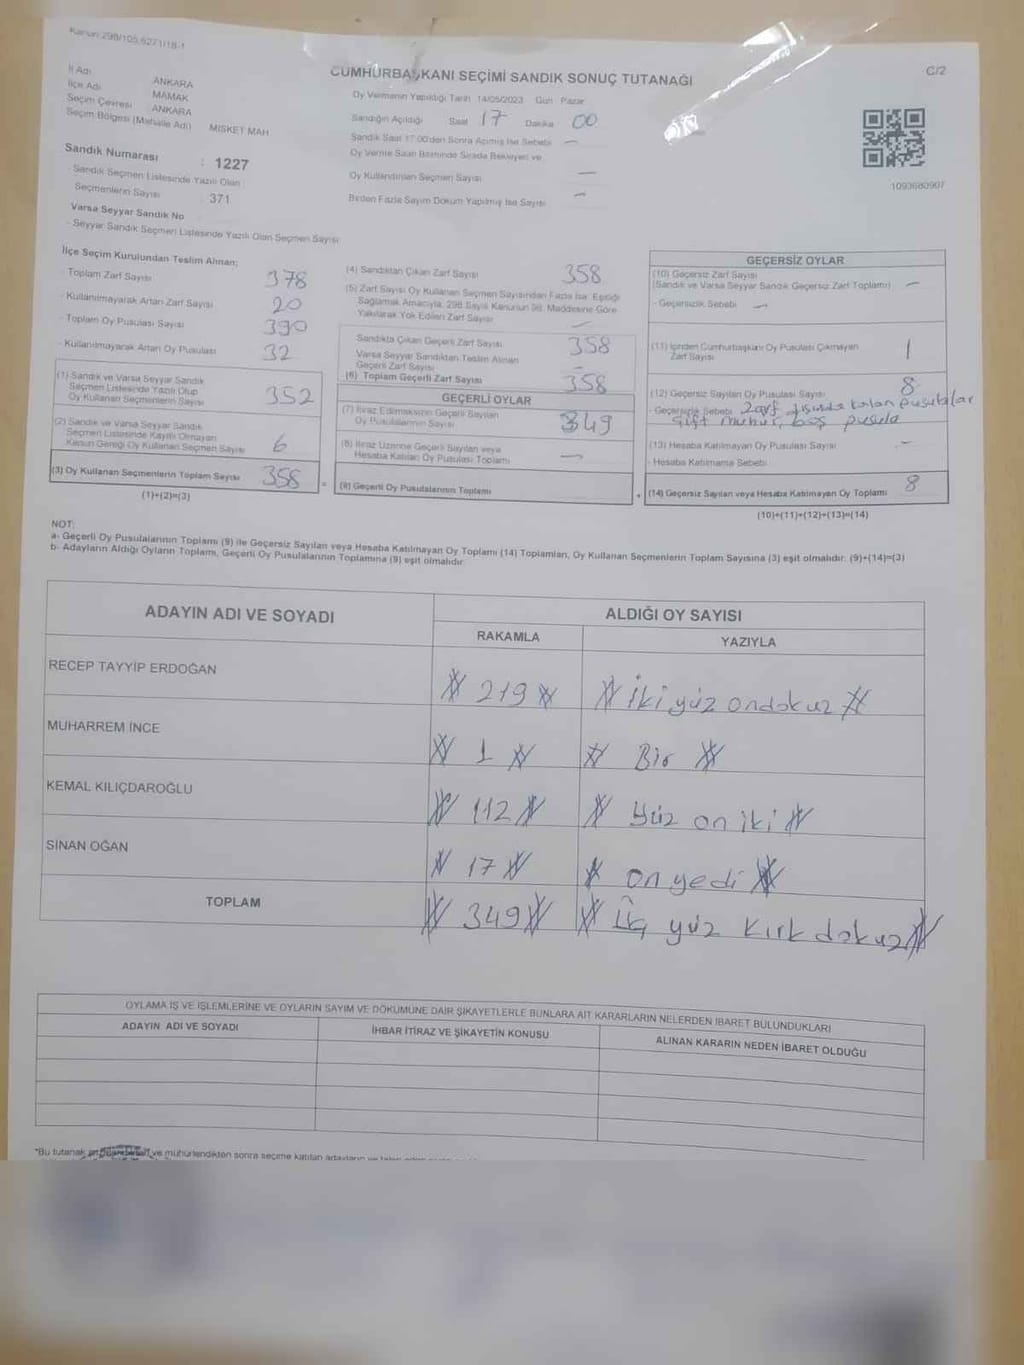 Kanun 298/105,6271/18-1
C/2
CUMHURBAŞKANI SEÇİMİ SANDIK SONUÇ TUTANAĞI
İl Adı ANKARA
İlçe Adı MAMAK
Seçim Çevresi ANKARA
Seçim Bölgesi (Mahalle Adı) MISKET MAH
Sandık Numarası : 1227
Sandık Seçmen Listesinde Yazılı Olan
Seçmenlerin Sayısı : 371
Varsa Seyyar Sandık No
- Seyyar Sandık Seçmen Listesinde Yazılı Olan Seçmen Sayısı
Oy Vermenin Yapıldığı Tarih 14/05/2023 Gün Pazar
Sandığın Açıldığı Saat 17 Dakika 00
Sandık Saat 17:00'den Sonra Açılmış İse Sebebi —
Oy Verme Saati Bitiminde Sırada Bekleyen ve
Oy Kullandırılan Seçmen Sayısı —
Birden Fazla Sayım Döküm Yapılmış İse Sayısı —
1093680907
İlçe Seçim Kurulundan Teslim Alınan;
- Toplam Zarf Sayısı 378
- Kullanılmayarak Artan Zarf Sayısı 20
- Toplam Oy Pusulası Sayısı 390
- Kullanılmayarak Artan Oy Pusulası 32
(1) Sandık ve Varsa Seyyar Sandık
Seçmen Listesinde Yazılı Olup
Oy Kullanan Seçmenlerin Sayısı 352
(2) Sandık ve Varsa Seyyar Sandık
Seçmen Listesinde Kayıtlı Olmayan
Kanun Gereği Oy Kullanan Seçmen Sayısı 6
(3) Oy Kullanan Seçmenlerin Toplam Sayısı 358
(1)+(2)=(3)
(4) Sandıktan Çıkan Zarf Sayısı 358
(5) Zarf Sayısı Oy Kullanan Seçmen Sayısından Fazla İse, Eşitliği
Sağlamak Amacıyla, 298 Sayılı Kanunun 98. Maddesine Göre
Yakılarak Yok Edilen Zarf Sayısı —
Sandıkta Çıkan Geçerli Zarf Sayısı 358
Varsa Seyyar Sandıktan Teslim Alınan
Geçerli Zarf Sayısı —
(6) Toplam Geçerli Zarf Sayısı 358
GEÇERLİ OYLAR
(7) İtiraz Edilmeksizin Geçerli Sayılan
Oy Pusulalarının Sayısı 349
(8) İtiraz Üzerine Geçerli Sayılan veya
Hesaba Katılan Oy Pusulası Toplamı —
(9) Geçerli Oy Pusulalarının Toplamı
GEÇERSİZ OYLAR
(10) Geçersiz Zarf Sayısı
(Sandık ve Varsa Seyyar Sandık Geçersiz Zarf Toplamı) —
- Geçersizlik Sebebi —
(11) İçinden Cumhurbaşkanı Oy Pusulası Çıkmayan
Zarf Sayısı 1
(12) Geçersiz Sayılan Oy Pusulası Sayısı 8
- Geçersizlik Sebebi zarf dışında kalan pusulalar
çift mühür, boş pusula
(13) Hesaba Katılmayan Oy Pusulası Sayısı —
- Hesaba Katılmama Sebebi
(14) Geçersiz Sayılan veya Hesaba Katılmayan Oy Toplamı 8
(10)+(11)+(12)+(13)=(14)
NOT:
a- Geçerli Oy Pusulalarının Toplamı (9) ile Geçersiz Sayılan veya Hesaba Katılmayan Oy Toplamı (14) Toplamları, Oy Kullanan Seçmenlerin Toplam Sayısına (3) eşit olmalıdır. (9)+(14)=(3)
b- Adayların Aldığı Oyların Toplamı, Geçerli Oy Pusulalarının Toplamına (9) eşit olmalıdır.
ADAYIN ADI VE SOYADI
ALDIĞI OY SAYISI
RAKAMLA YAZIYLA
RECEP TAYYİP ERDOĞAN 219 İki yüz ondokuz
MUHARREM İNCE 1 Bir
KEMAL KILIÇDAROĞLU 112 yüz on iki
SİNAN OĞAN 17 on yedi
TOPLAM 349 Üç yüz kırk dokuz
OYLAMA İŞ VE İŞLEMLERİNE VE OYLARIN SAYIM VE DÖKÜMÜNE DAİR ŞİKAYETLERLE BUNLARA AİT KARARLARIN NELERDEN İBARET BULUNDUKLARI
ADAYIN ADI VE SOYADI
İHBAR İTİRAZ VE ŞİKAYETİN KONUSU
ALINAN KARARIN NEDEN İBARET OLDUĞU
*Bu tutanak ve mühürlendikten sonra seçime katılan adayların